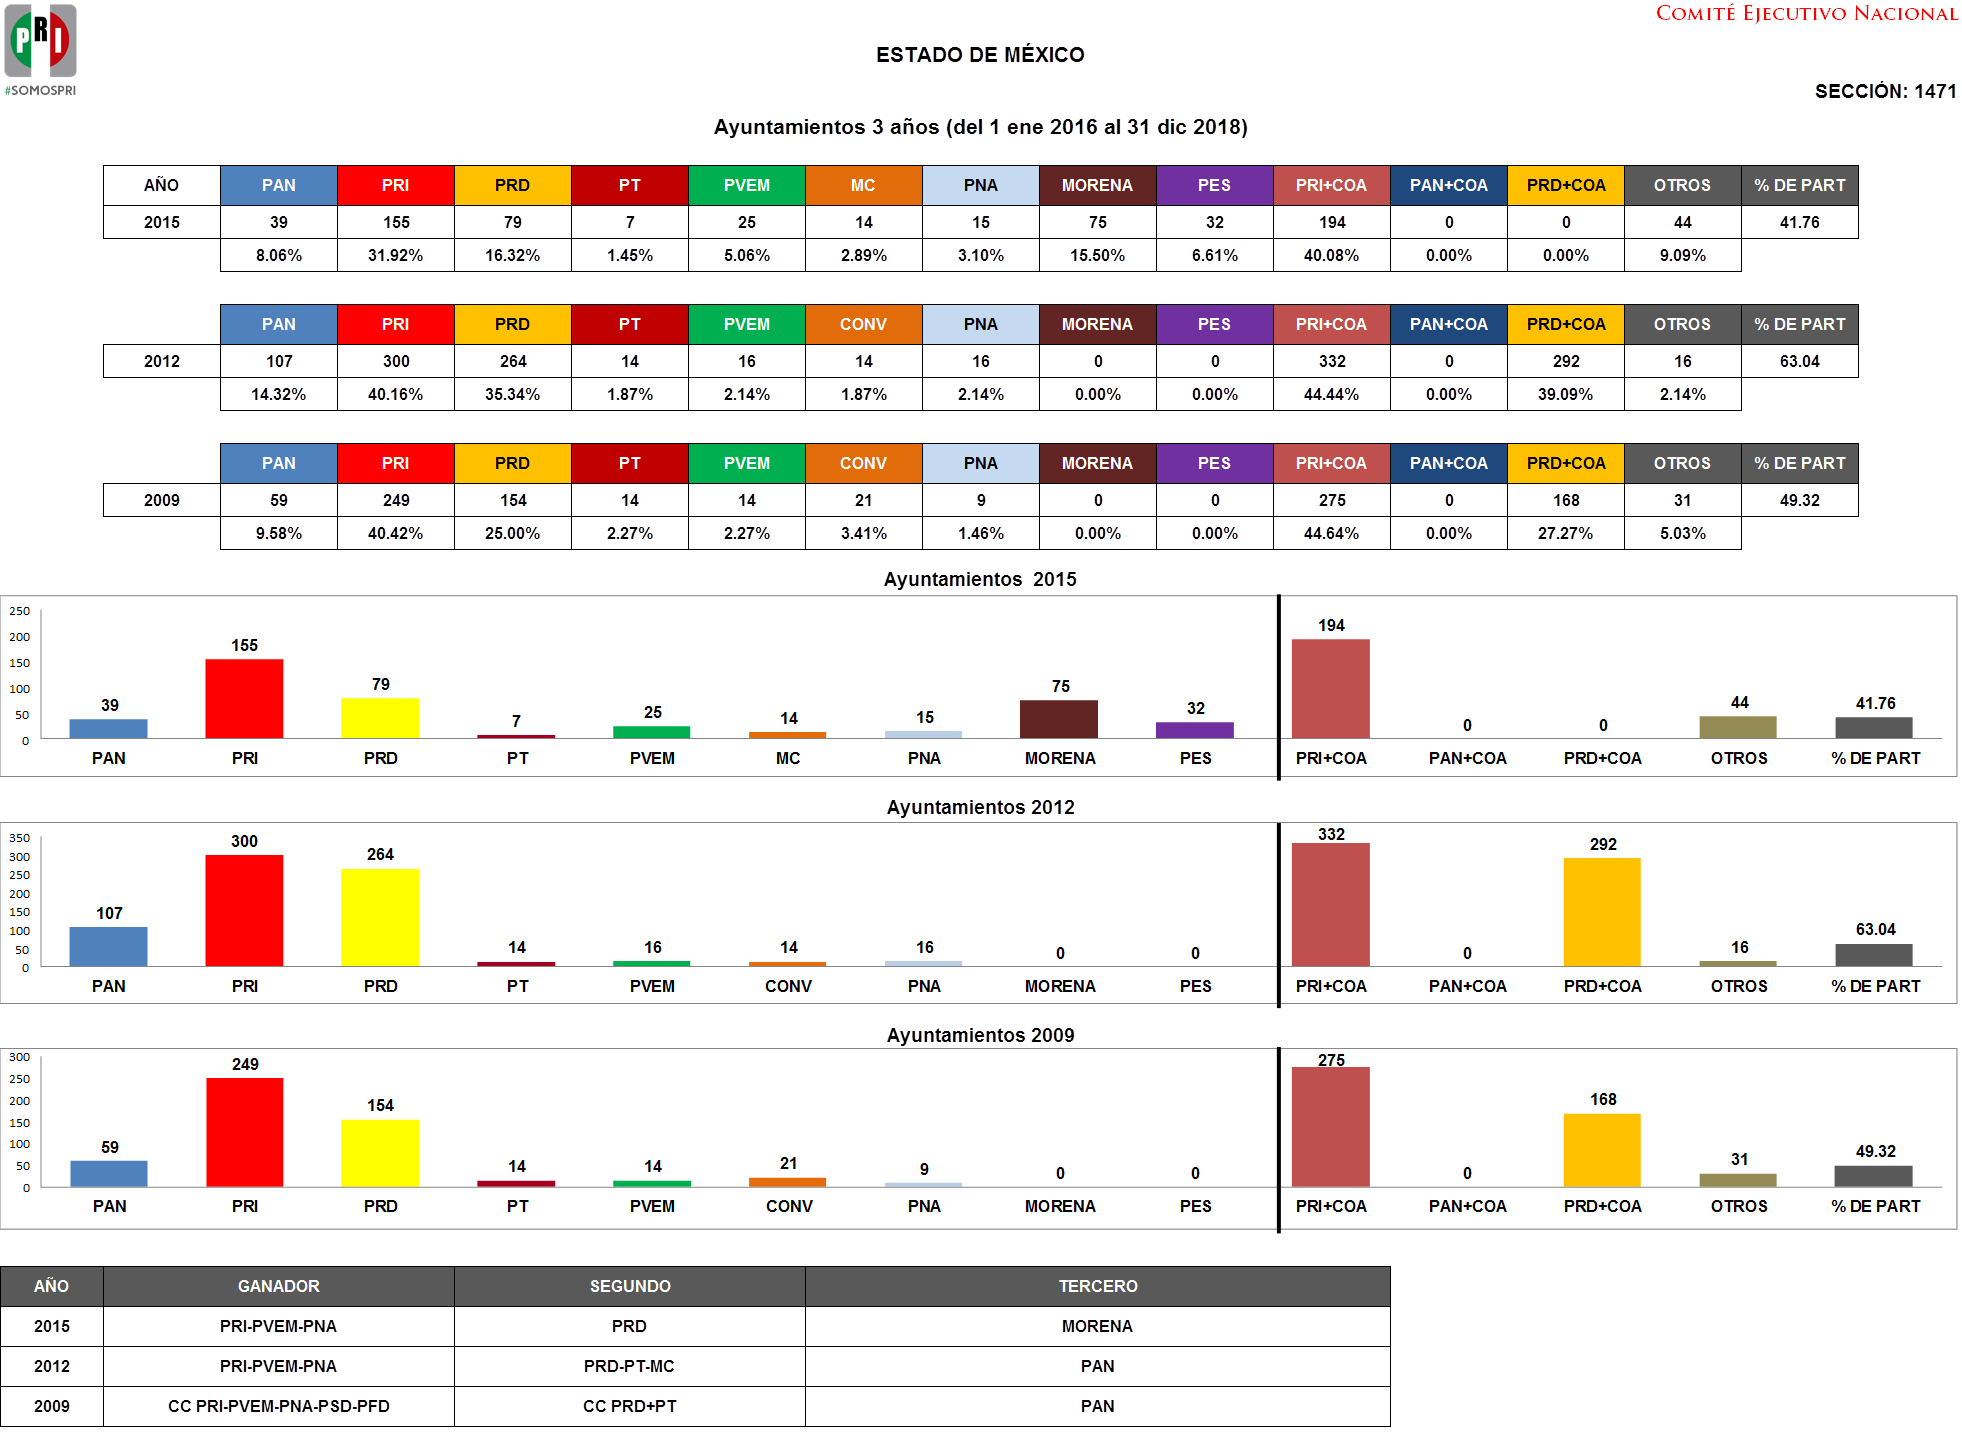 COMITÉ EJECUTIVO NACIONAL
PRI
#SOMOSPRI
ESTADO DE MÉXICO
SECCIÓN: 1471
Ayuntamientos 3 años (del 1 ene 2016 al 31 dic 2018)
AÑO PAN PRI PRD PT PVEM MC PNA MORENA PES PRI+COA PAN+COA PRD+COA OTROS % DE PART
2015 39 155 79 7 25 14 15 75 32 194 0 0 44 41.76
8.06% 31.92% 16.32% 1.45% 5.06% 2.89% 3.10% 15.50% 6.61% 40.08% 0.00% 0.00% 9.09%
PAN PRI PRD PT PVEM CONV PNA MORENA PES PRI+COA PAN+COA PRD+COA OTROS % DE PART
2012 107 300 264 14 16 14 16 0 0 332 0 292 16 63.04
14.32% 40.16% 35.34% 1.87% 2.14% 1.87% 2.14% 0.00% 0.00% 44.44% 0.00% 39.09% 2.14%
PAN PRI PRD PT PVEM CONV PNA MORENA PES PRI+COA PAN+COA PRD+COA OTROS % DE PART
2009 59 249 154 14 14 21 9 0 0 275 0 168 31 49.32
9.58% 40.42% 25.00% 2.27% 2.27% 3.41% 1.46% 0.00% 0.00% 44.64% 0.00% 27.27% 5.03%
Ayuntamientos 2015
250
200
150
100
50
0
39 155 79 7 25 14 15 75 32 194 0 0 44 41.76
PAN PRI PRD PT PVEM MC PNA MORENA PES PRI+COA PAN+COA PRD+COA OTROS % DE PART
Ayuntamientos 2012
350
300
250
200
150
100
50
0
107 300 264 14 16 14 16 0 0 332 0 292 16 63.04
PAN PRI PRD PT PVEM CONV PNA MORENA PES PRI+COA PAN+COA PRD+COA OTROS % DE PART
Ayuntamientos 2009
300
250
200
150
100
50
0
59 249 154 14 14 21 9 0 0 275 0 168 31 49.32
PAN PRI PRD PT PVEM CONV PNA MORENA PES PRI+COA PAN+COA PRD+COA OTROS % DE PART
AÑO GANADOR SEGUNDO TERCERO
2015 PRI-PVEM-PNA PRD MORENA
2012 PRI-PVEM-PNA PRD-PT-MC PAN
2009 CC PRI-PVEM-PNA-PSD-PFD CC PRD+PT PAN